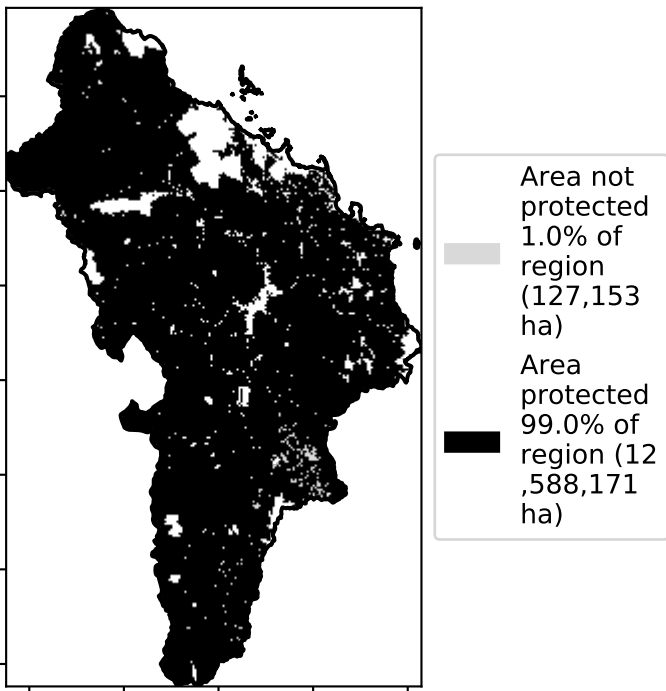 Area not
protected
1.0% of
region
(127,153
ha)
Area
protected
99.0% of
region (12
,588,171
ha)